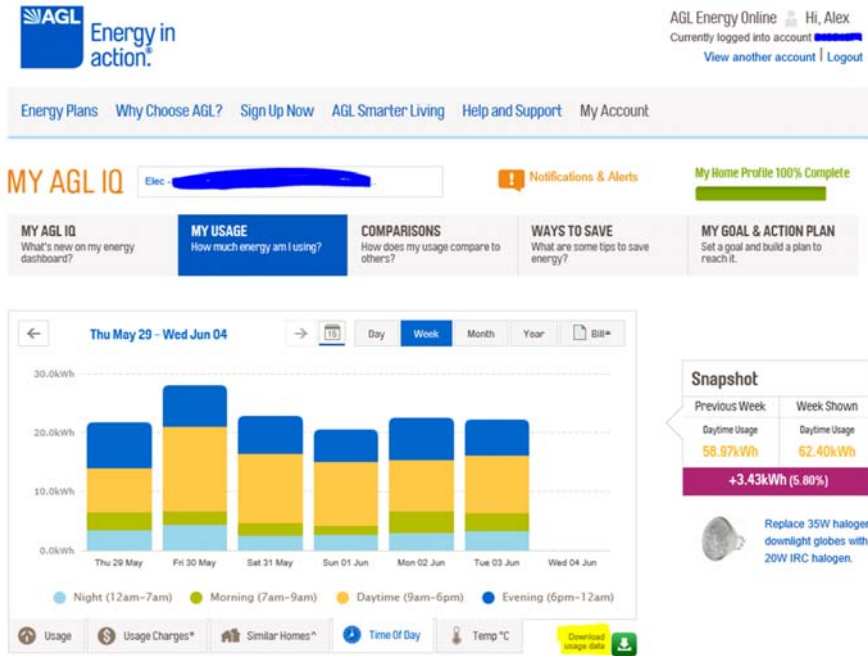 AGL
Energy in
action.®
AGL Energy Online Hi, Alex
Currently logged into account
View another account | Logout
Energy Plans Why Choose AGL? Sign Up Now AGL Smarter Living Help and Support My Account
MY AGL IQ
Elec -
Notifications & Alerts
My Home Profile 100% Complete
MY AGL IQ
What's new on my energy
dashboard?
MY USAGE
How much energy am I using?
COMPARISONS
How does my usage compare to
others?
WAYS TO SAVE
What are some tips to save
energy?
MY GOAL & ACTION PLAN
Set a goal and build a plan to
reach it.
Thu May 29 - Wed Jun 04
15
Day Week Month Year Bill
30.0kWh
20.0kWh
10.0kWh
0.0kWh
Thu 29 May Fri 30 May Sat 31 May Sun 01 Jun Mon 02 Jun Tue 03 Jun Wed 04 Jun
Night (12am-7am) Morning (7am-9am) Daytime (9am-6pm) Evening (6pm-12am)
Usage Usage Charges* Similar Homes^ Time Of Day Temp °C
Download
usage data
Snapshot
Previous Week Week Shown
Daytime Usage Daytime Usage
58.97kWh 62.40kWh
+3.43kWh (5.80%)
Replace 35W halogen
downlight globes with
20W IRC halogen.